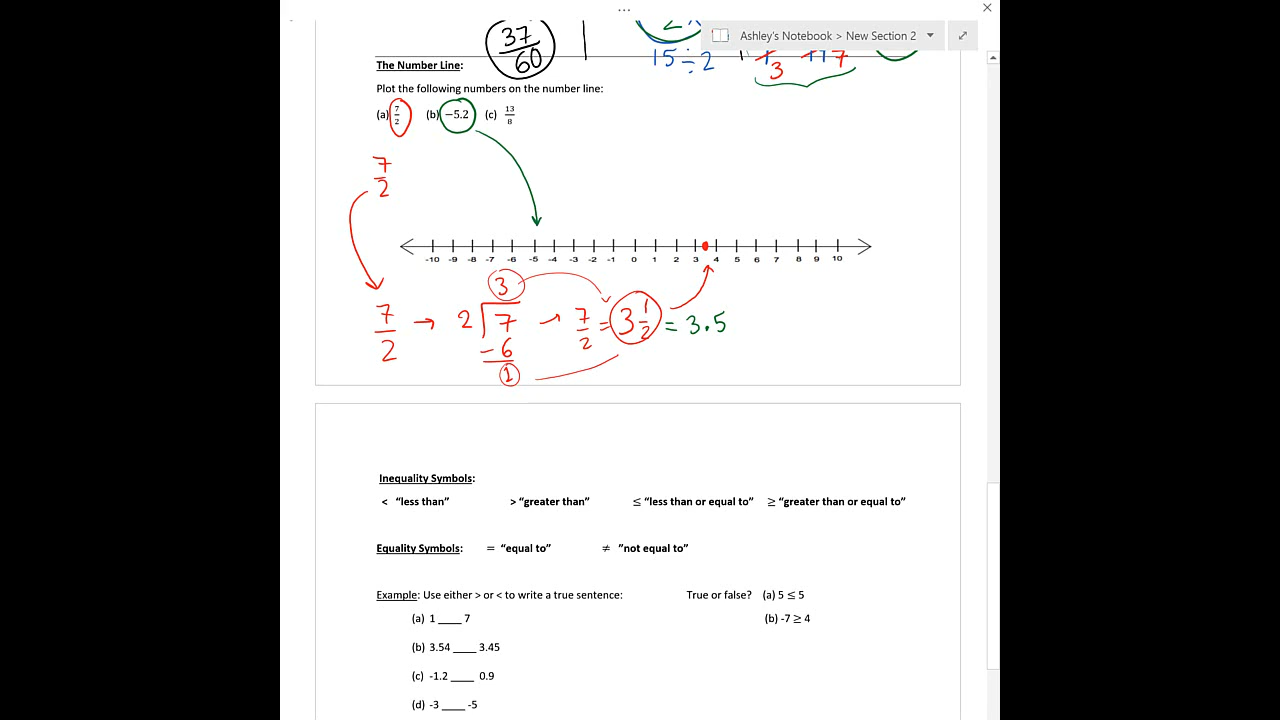 Ashley's Notebook > New Section 2
37
60
15 ÷ 2
3
7
The Number Line:
Plot the following numbers on the number line:
(a) 7/2 (b) −5.2 (c) 13/8
7
2
-10 -9 -8 -7 -6 -5 -4 -3 -2 -1 0 1 2 3 4 5 6 7 8 9 10
3
7/2 → 2 7 → 7/2 = 3 1/2 = 3.5
−6
1
Inequality Symbols:
< "less than" > "greater than" ≤ "less than or equal to" ≥ "greater than or equal to"
Equality Symbols: = "equal to" ≠ "not equal to"
Example: Use either > or < to write a true sentence: True or false? (a) 5 ≤ 5
(a) 1 ____ 7 (b) -7 ≥ 4
(b) 3.54 ____ 3.45
(c) -1.2 ____ 0.9
(d) -3 ____ -5